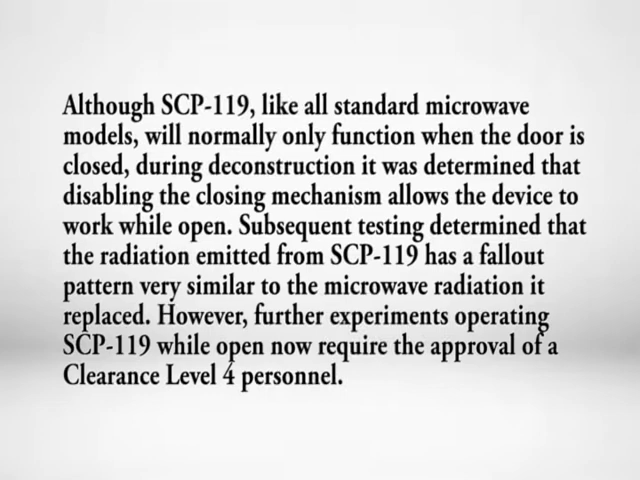 Although SCP-119, like all standard microwave
models, will normally only function when the door is
closed, during deconstruction it was determined that
disabling the closing mechanism allows the device to
work while open. Subsequent testing determined that
the radiation emitted from SCP-119 has a fallout
pattern very similar to the microwave radiation it
replaced. However, further experiments operating
SCP-119 while open now require the approval of a
Clearance Level 4 personnel.